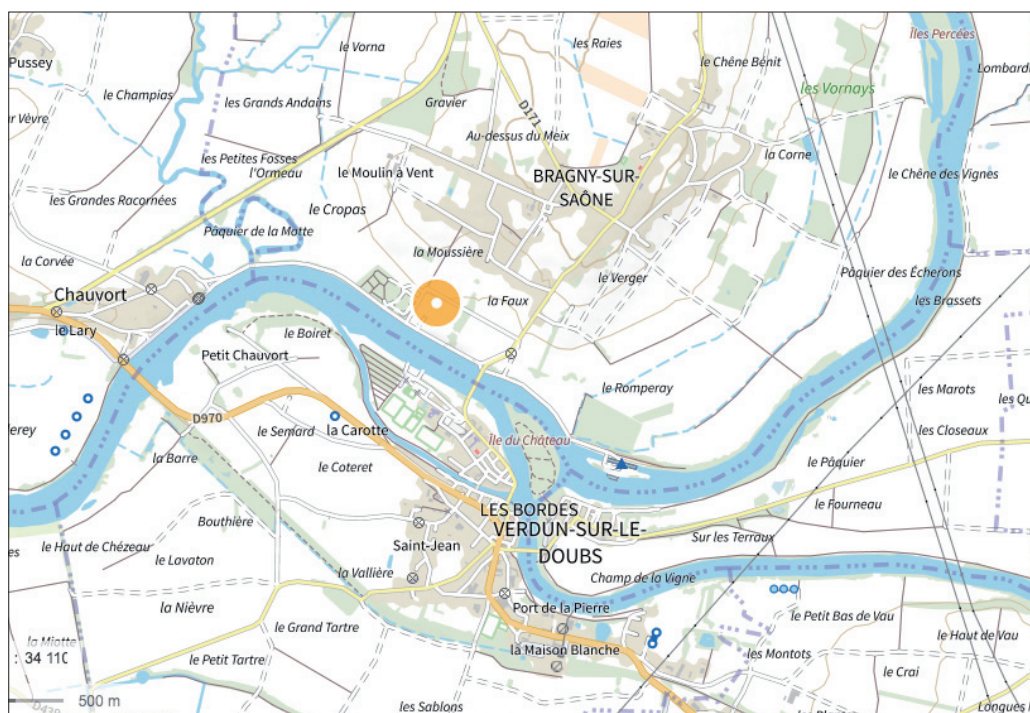 Îles Percées
le Vorna
les Raies
Pussey
le Chêne Bénit
Lombardi
le Champias
les Grands Andains
Gravier
les Vornays
D171
ur Vèvre
Au-dessus du Meix
les Petites Fosses
l'Ormeau
la Corne
le Moulin à Vent
BRAGNY-SUR-
SAÔNE
le Chêne des Vignes
les Grandes Racornées
le Cropas
Pâquier de la Motte
la Moussière
la Corvée
le Verger
Pâquier des Écherons
Chauvort
la Faux
les Brassets
le Lary
le Boiret
Petit Chauvort
le Romperay
les Marots
les Qu
D970
erey
le Semard
la Carotte
les Closeaux
Île du Château
la Barre
le Coteret
le Pâquier
Bouthière
LES BORDES
le Fourneau
VERDUN-SUR-LE-
DOUBS
es
le Haut de Chézeau
Saint-Jean
Sur les Terraux
le Lavaton
la Vallière
Champ de la Vigne
la Nièvre
Port de la Pierre
le Petit Bas de Vau
le Grand Tartre
le Haut de Vau
la Miotte
la Maison Blanche
les Montots
: 34 110
le Petit Tartre
le Crai
500 m
les Sablons